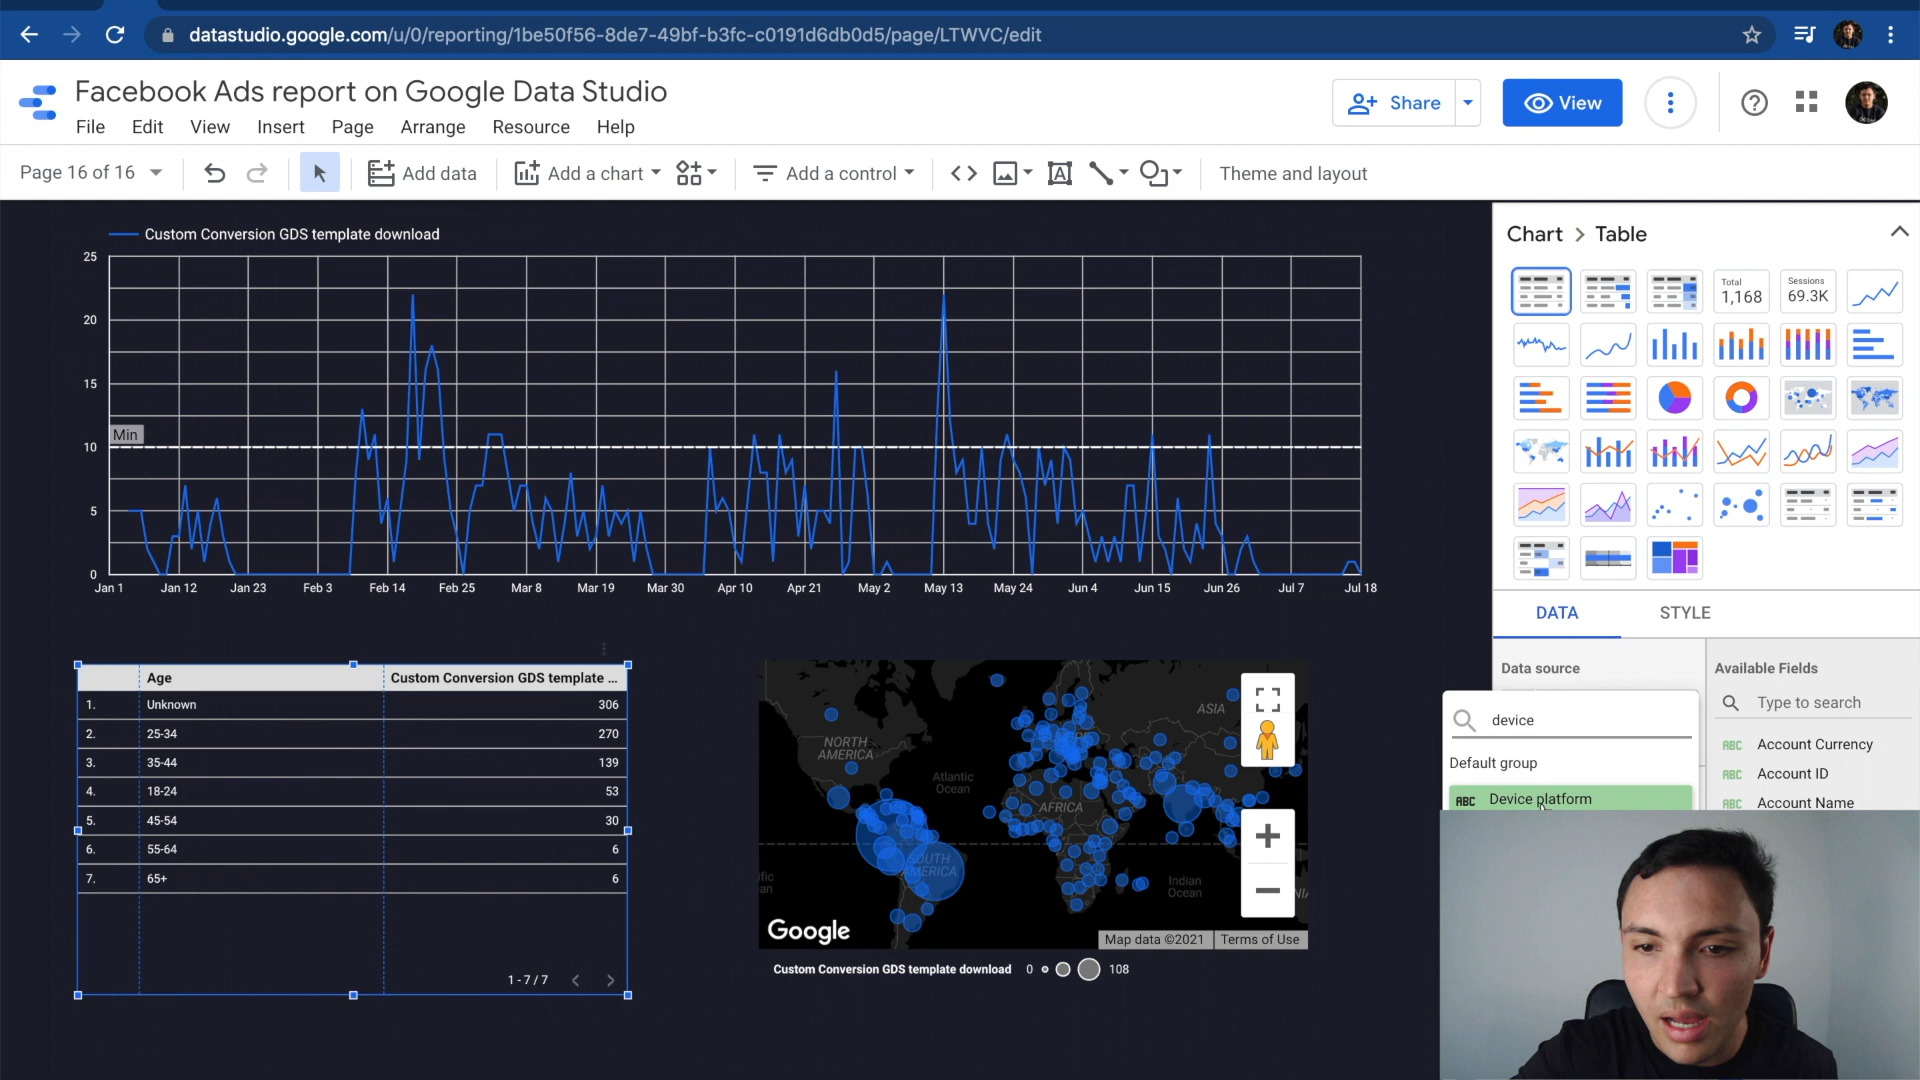 datastudio.google.com/u/0/reporting/1be50f56-8de7-49bf-b3fc-c0191d6db0d5/page/LTWVC/edit
Facebook Ads report on Google Data Studio
File Edit View Insert Page Arrange Resource Help
Share
View
Page 16 of 16
Add data
Add a chart
Add a control
Theme and layout
Custom Conversion GDS template download
25
20
15
Min
10
5
0
Jan 1 Jan 12 Jan 23 Feb 3 Feb 14 Feb 25 Mar 8 Mar 19 Mar 30 Apr 10 Apr 21 May 2 May 13 May 24 Jun 4 Jun 15 Jun 26 Jul 7 Jul 18
Age Custom Conversion GDS template ...
1. Unknown 306
2. 25-34 270
3. 35-44 139
4. 18-24 53
5. 45-54 30
6. 55-64 6
7. 65+ 6
1 - 7 / 7
NORTH
AMERICA
Atlantic
Ocean
ASIA
AFRICA
SOUTH
AMERICA
Indian
Ocean
Google
Map data ©2021 Terms of Use
Custom Conversion GDS template download 0 108
Chart > Table
Total
1,168
Sessions
69.3K
DATA
STYLE
Data source
device
Default group
ABC Device platform
Available Fields
Type to search
ABC Account Currency
ABC Account ID
ABC Account Name